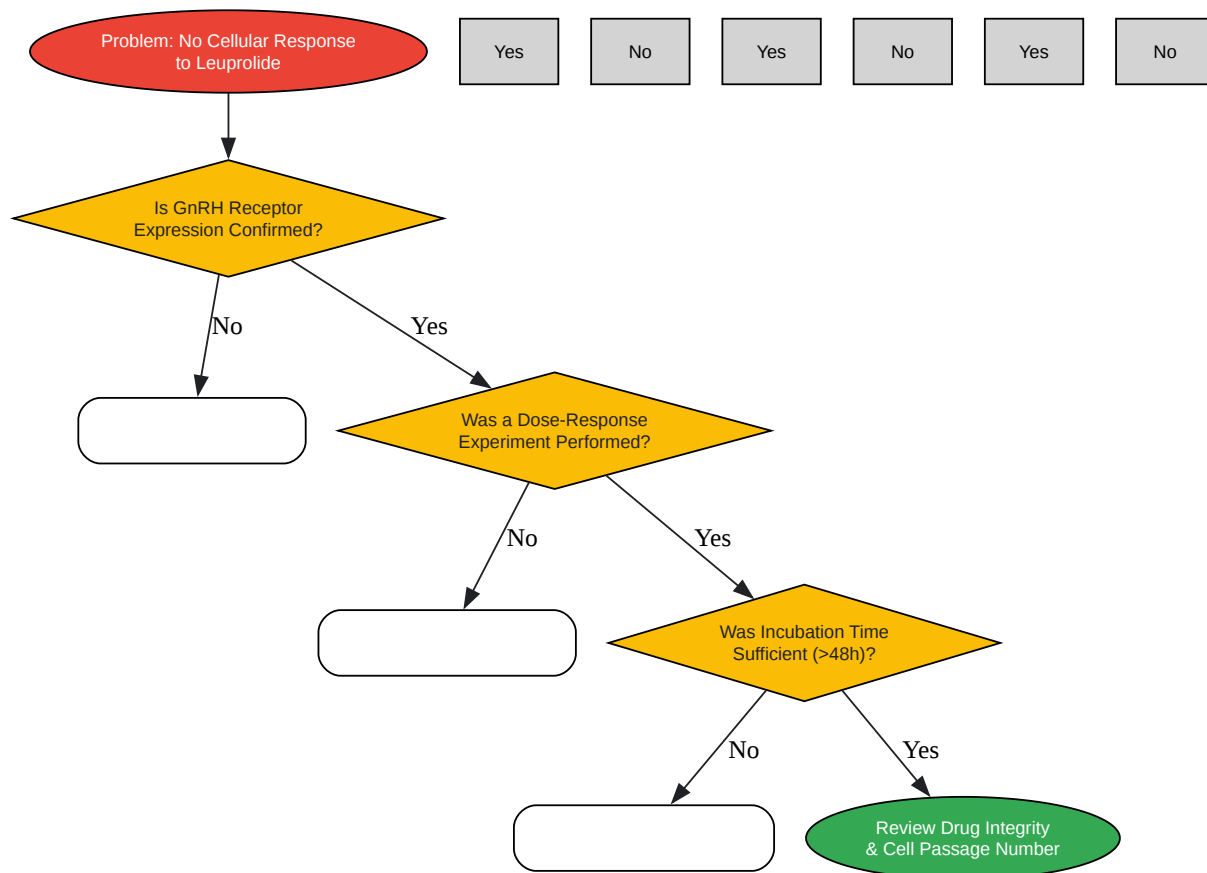 Problem: No Cellular Response
to Leuprolide
Yes
No
Yes
No
Yes
No
Is GnRH Receptor
Expression Confirmed?
No
Yes
Was a Dose-Response
Experiment Performed?
No
Yes
Was Incubation Time
Sufficient (>48h)?
No
Yes
Review Drug Integrity
& Cell Passage Number